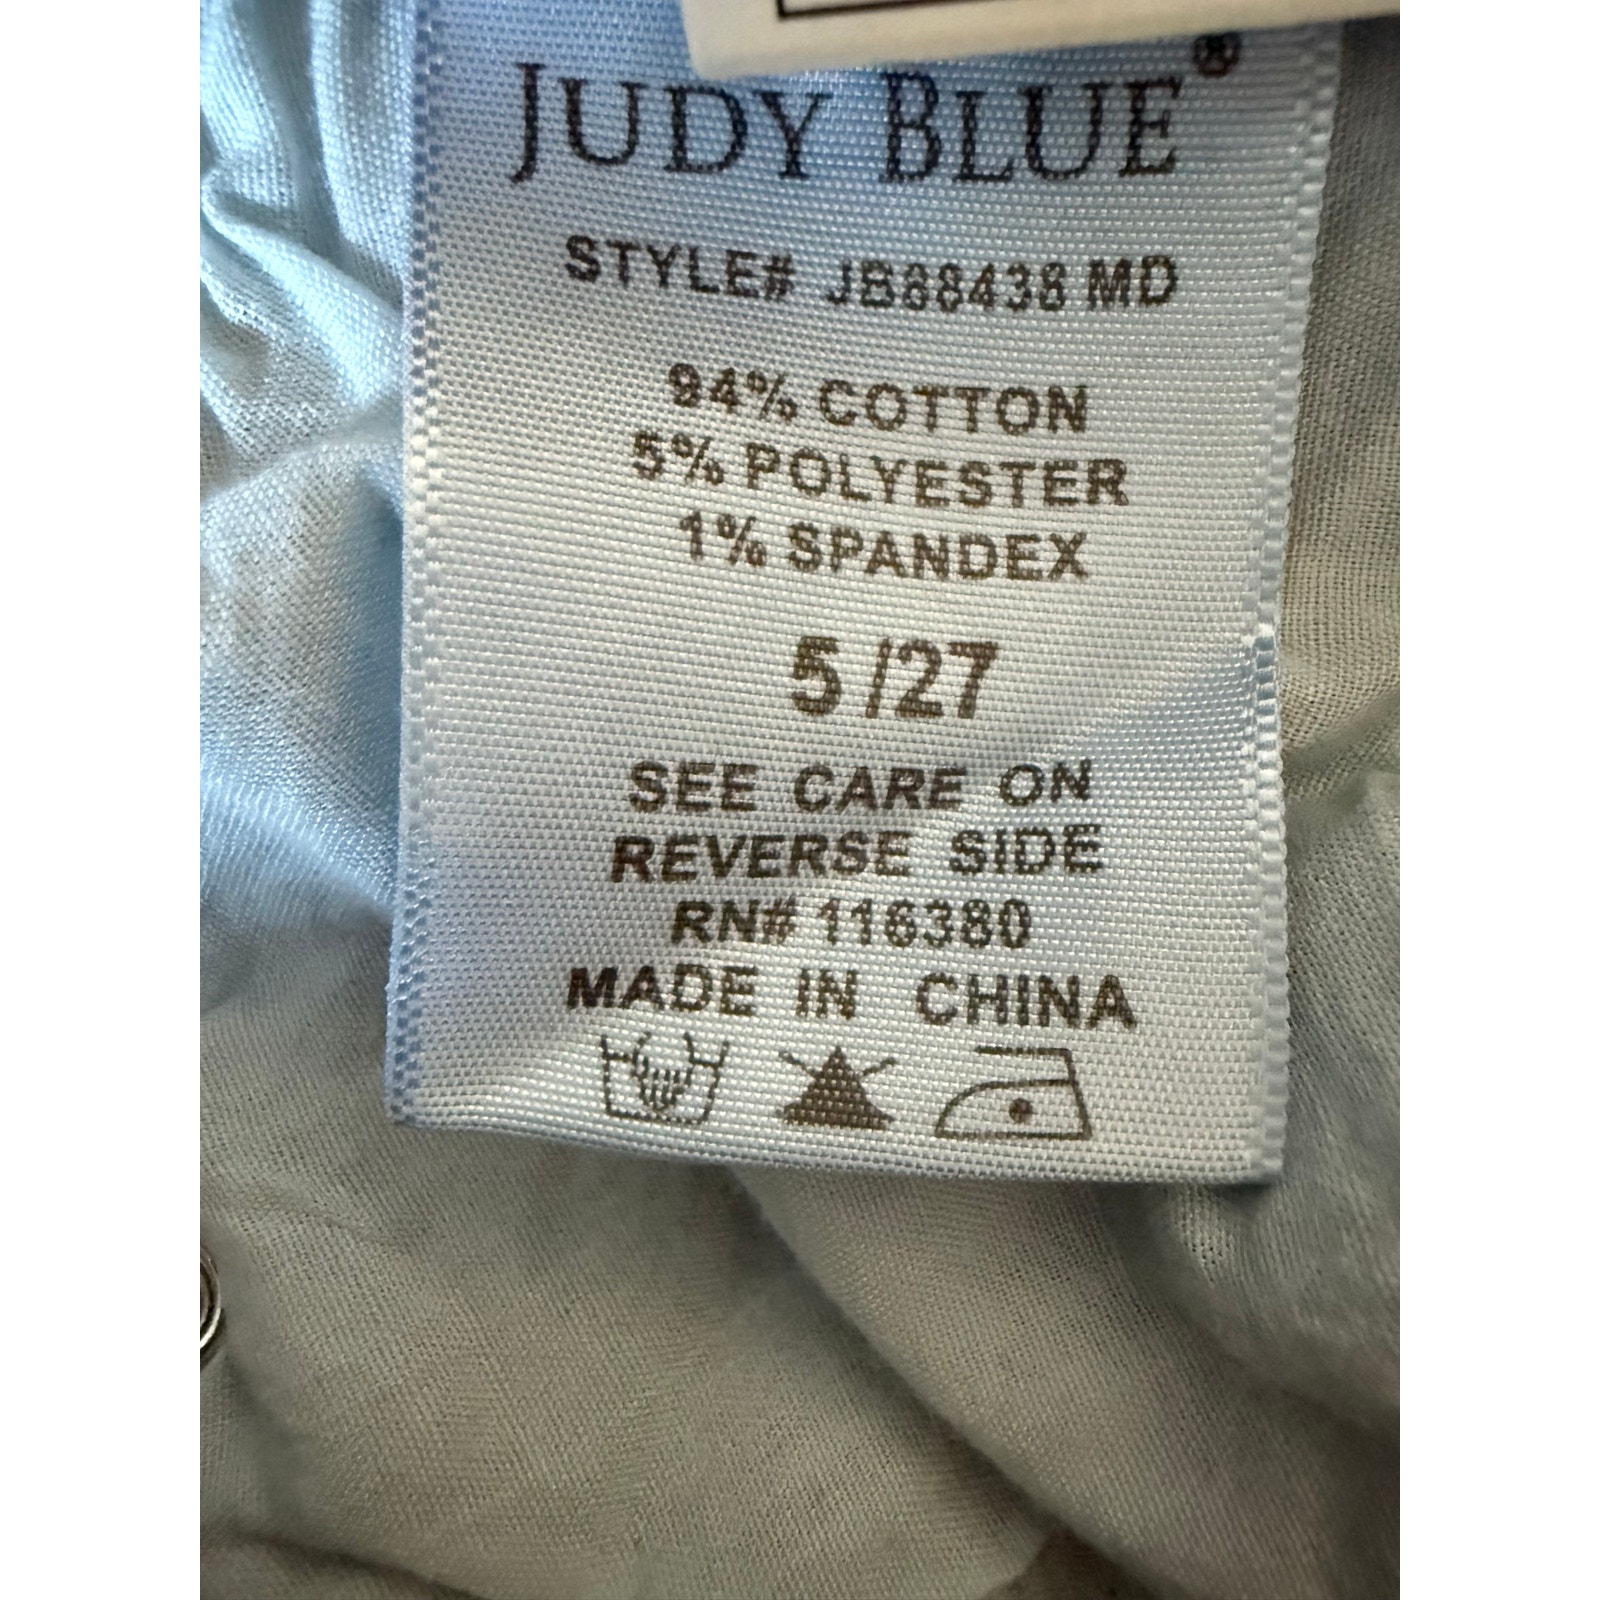 JUDY BLUE®
STYLE# JB88438 MD
94% COTTON
5% POLYESTER
1% SPANDEX
5/27
SEE CARE ON
REVERSE SIDE
RN# 116380
MADE IN CHINA